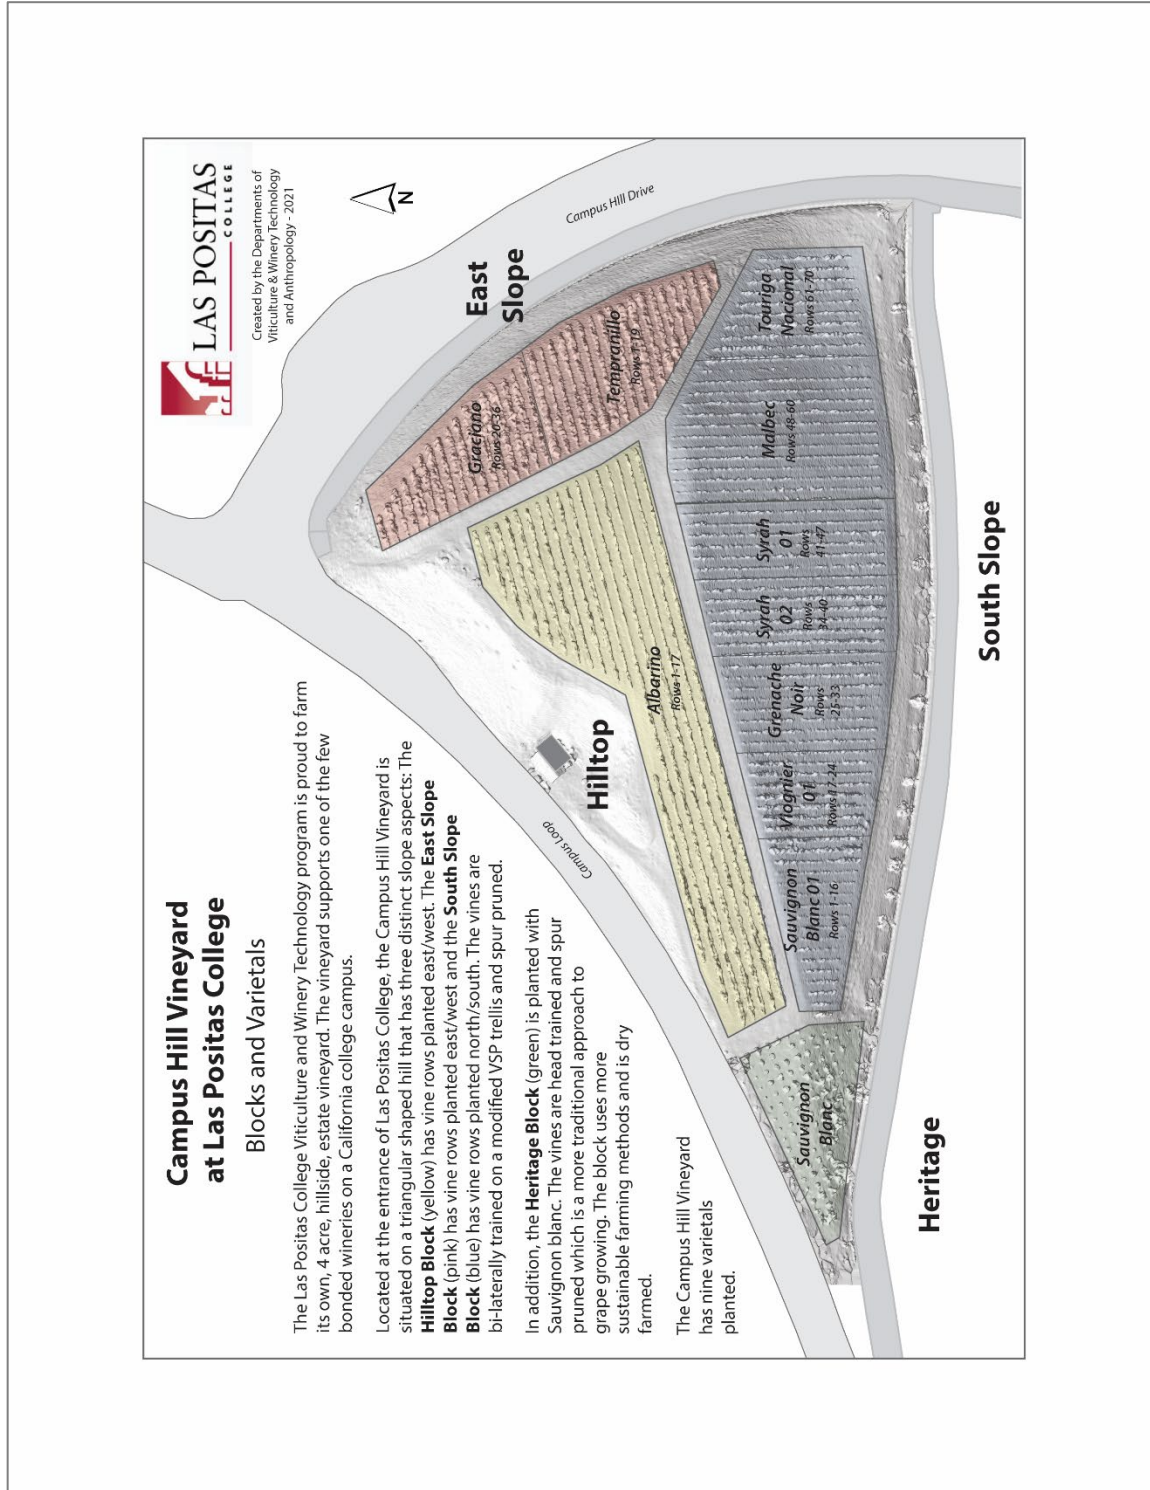 Campus Hill Vineyard
at Las Positas College
Blocks and Varietals
The Las Positas College Viticulture and Winery Technology program is proud to farm
its own, 4 acre, hillside, estate vineyard. The vineyard supports one of the few
bonded wineries on a California college campus.
Located at the entrance of Las Positas College, the Campus Hill Vineyard is
situated on a triangular shaped hill that has three distinct slope aspects: The
Hilltop Block (yellow) has vine rows planted east/west. The East Slope
Block (pink) has vine rows planted east/west and the South Slope
Block (blue) has vine rows planted north/south. The vines are
bi-laterally trained on a modified VSP trellis and spur pruned.
In addition, the Heritage Block (green) is planted with
Sauvignon blanc. The vines are head trained and spur
pruned which is a more traditional approach to
grape growing. The block uses more
sustainable farming methods and is dry
farmed.
The Campus Hill Vineyard
has nine varietals
planted.
LAS POSITAS
COLLEGE
Created by the Departments of
Viticulture & Winery Technology
and Anthropology - 2021
N
Campus HIll Drive
Campus Loop
East
Slope
Graciano
Rows 20-36
Tempranillo
Rows 1-19
Hilltop
Albarino
Rows 1-17
Sauvignon
Blanc
Sauvignon
Blanc 01
Rows 1-16
Viognier
01
Rows 17-24
Grenache
Noir
Rows
25-33
Syrah
02
Rows
34-40
Syrah
01
Rows
41-47
Malbec
Rows 48-60
Touriga
Nacional
Rows 61-70
Heritage
South Slope